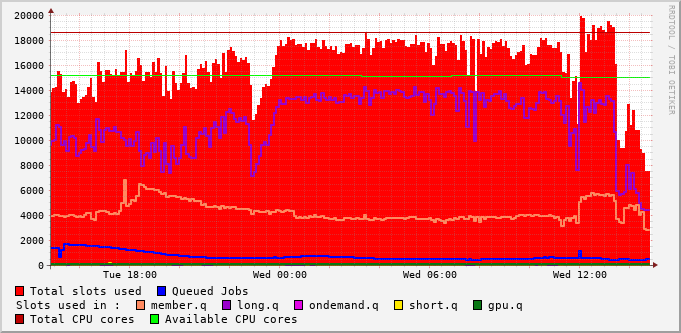 20000
18000
16000
14000
12000
10000
8000
6000
4000
2000
0
Tue 18:00 Wed 00:00 Wed 06:00 Wed 12:00
RRDTOOL / TOBI OETIKER
Total slots used Queued Jobs
Slots used in : member.q long.q ondemand.q short.q gpu.q
Total CPU cores Available CPU cores